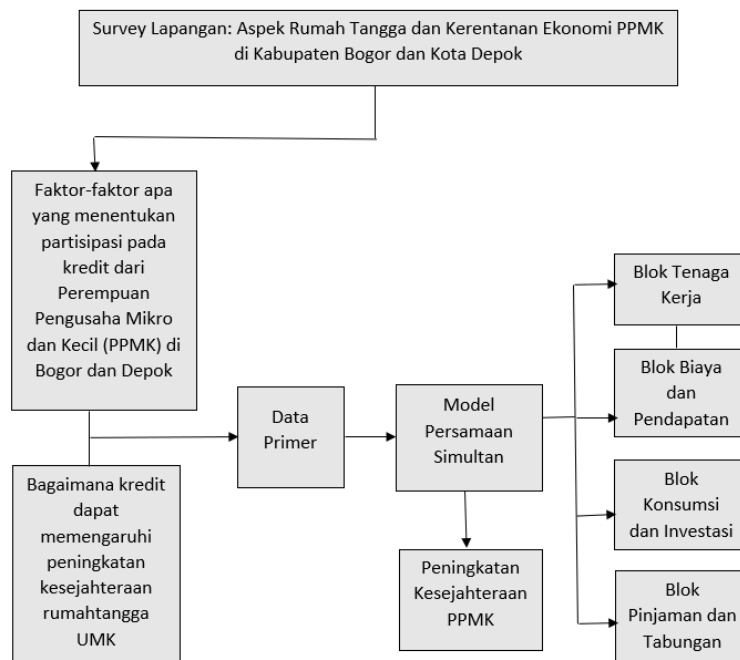 Survey Lapangan: Aspek Rumah Tangga dan Kerentanan Ekonomi PPMK
di Kabupaten Bogor dan Kota Depok
Faktor-faktor apa
yang menentukan
partisipasi pada
kredit dari
Perempuan
Pengusaha Mikro
dan Kecil (PPMK) di
Bogor dan Depok
Bagaimana kredit
dapat
memengaruhi
peningkatan
kesejahteraan
rumahtangga
UMK
Data
Primer
Model
Persamaan
Simultan
Peningkatan
Kesejahteraan
PPMK
Blok Tenaga
Kerja
Blok Biaya
dan
Pendapatan
Blok
Konsumsi
dan Investasi
Blok
Pinjaman dan
Tabungan